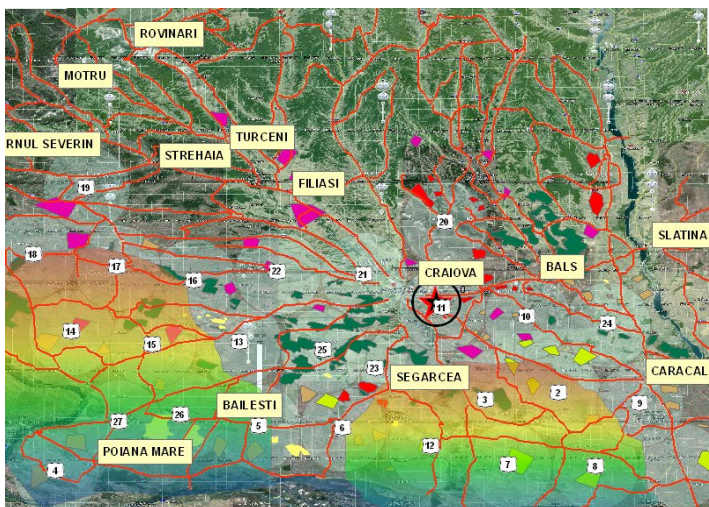 ROVINARI
MOTRU
RNUL SEVERIN
TURCENI
STREHAIA
19
FILIASI
20
SLATINA
18
17
16
22
21
CRAIOVA
BALS
11
14
15
13
10
24
25
23
SEGARCEA
CARACAL
BAILESTI
3
2
9
27
26
5
6
12
POIANA MARE
4
7
8